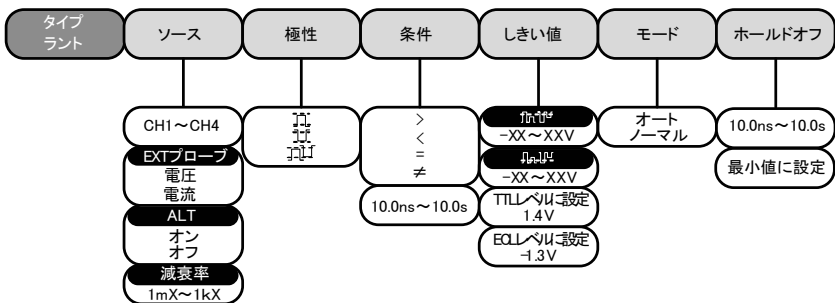 タイプ
ラント
ソース
極性
条件
しきい値
モード
ホールドオフ
CH1～CH4
EXTプローブ
電圧
電流
ALT
オン
オフ
減衰率
1mX～1kX
>
<
=
≠
10.0ns～10.0s
-XX～XXV
-XX～XXV
TTLレベルに設定
1.4V
ECLレベルに設定
-1.3V
オート
ノーマル
10.0ns～10.0s
最小値に設定